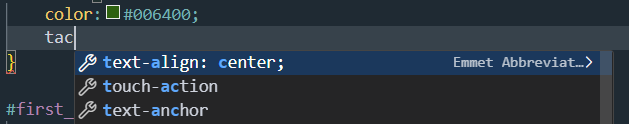 color: #006400;
tac
text-align: center; Emmet Abbreviat...>
}
touch-action
text-anchor
#first_